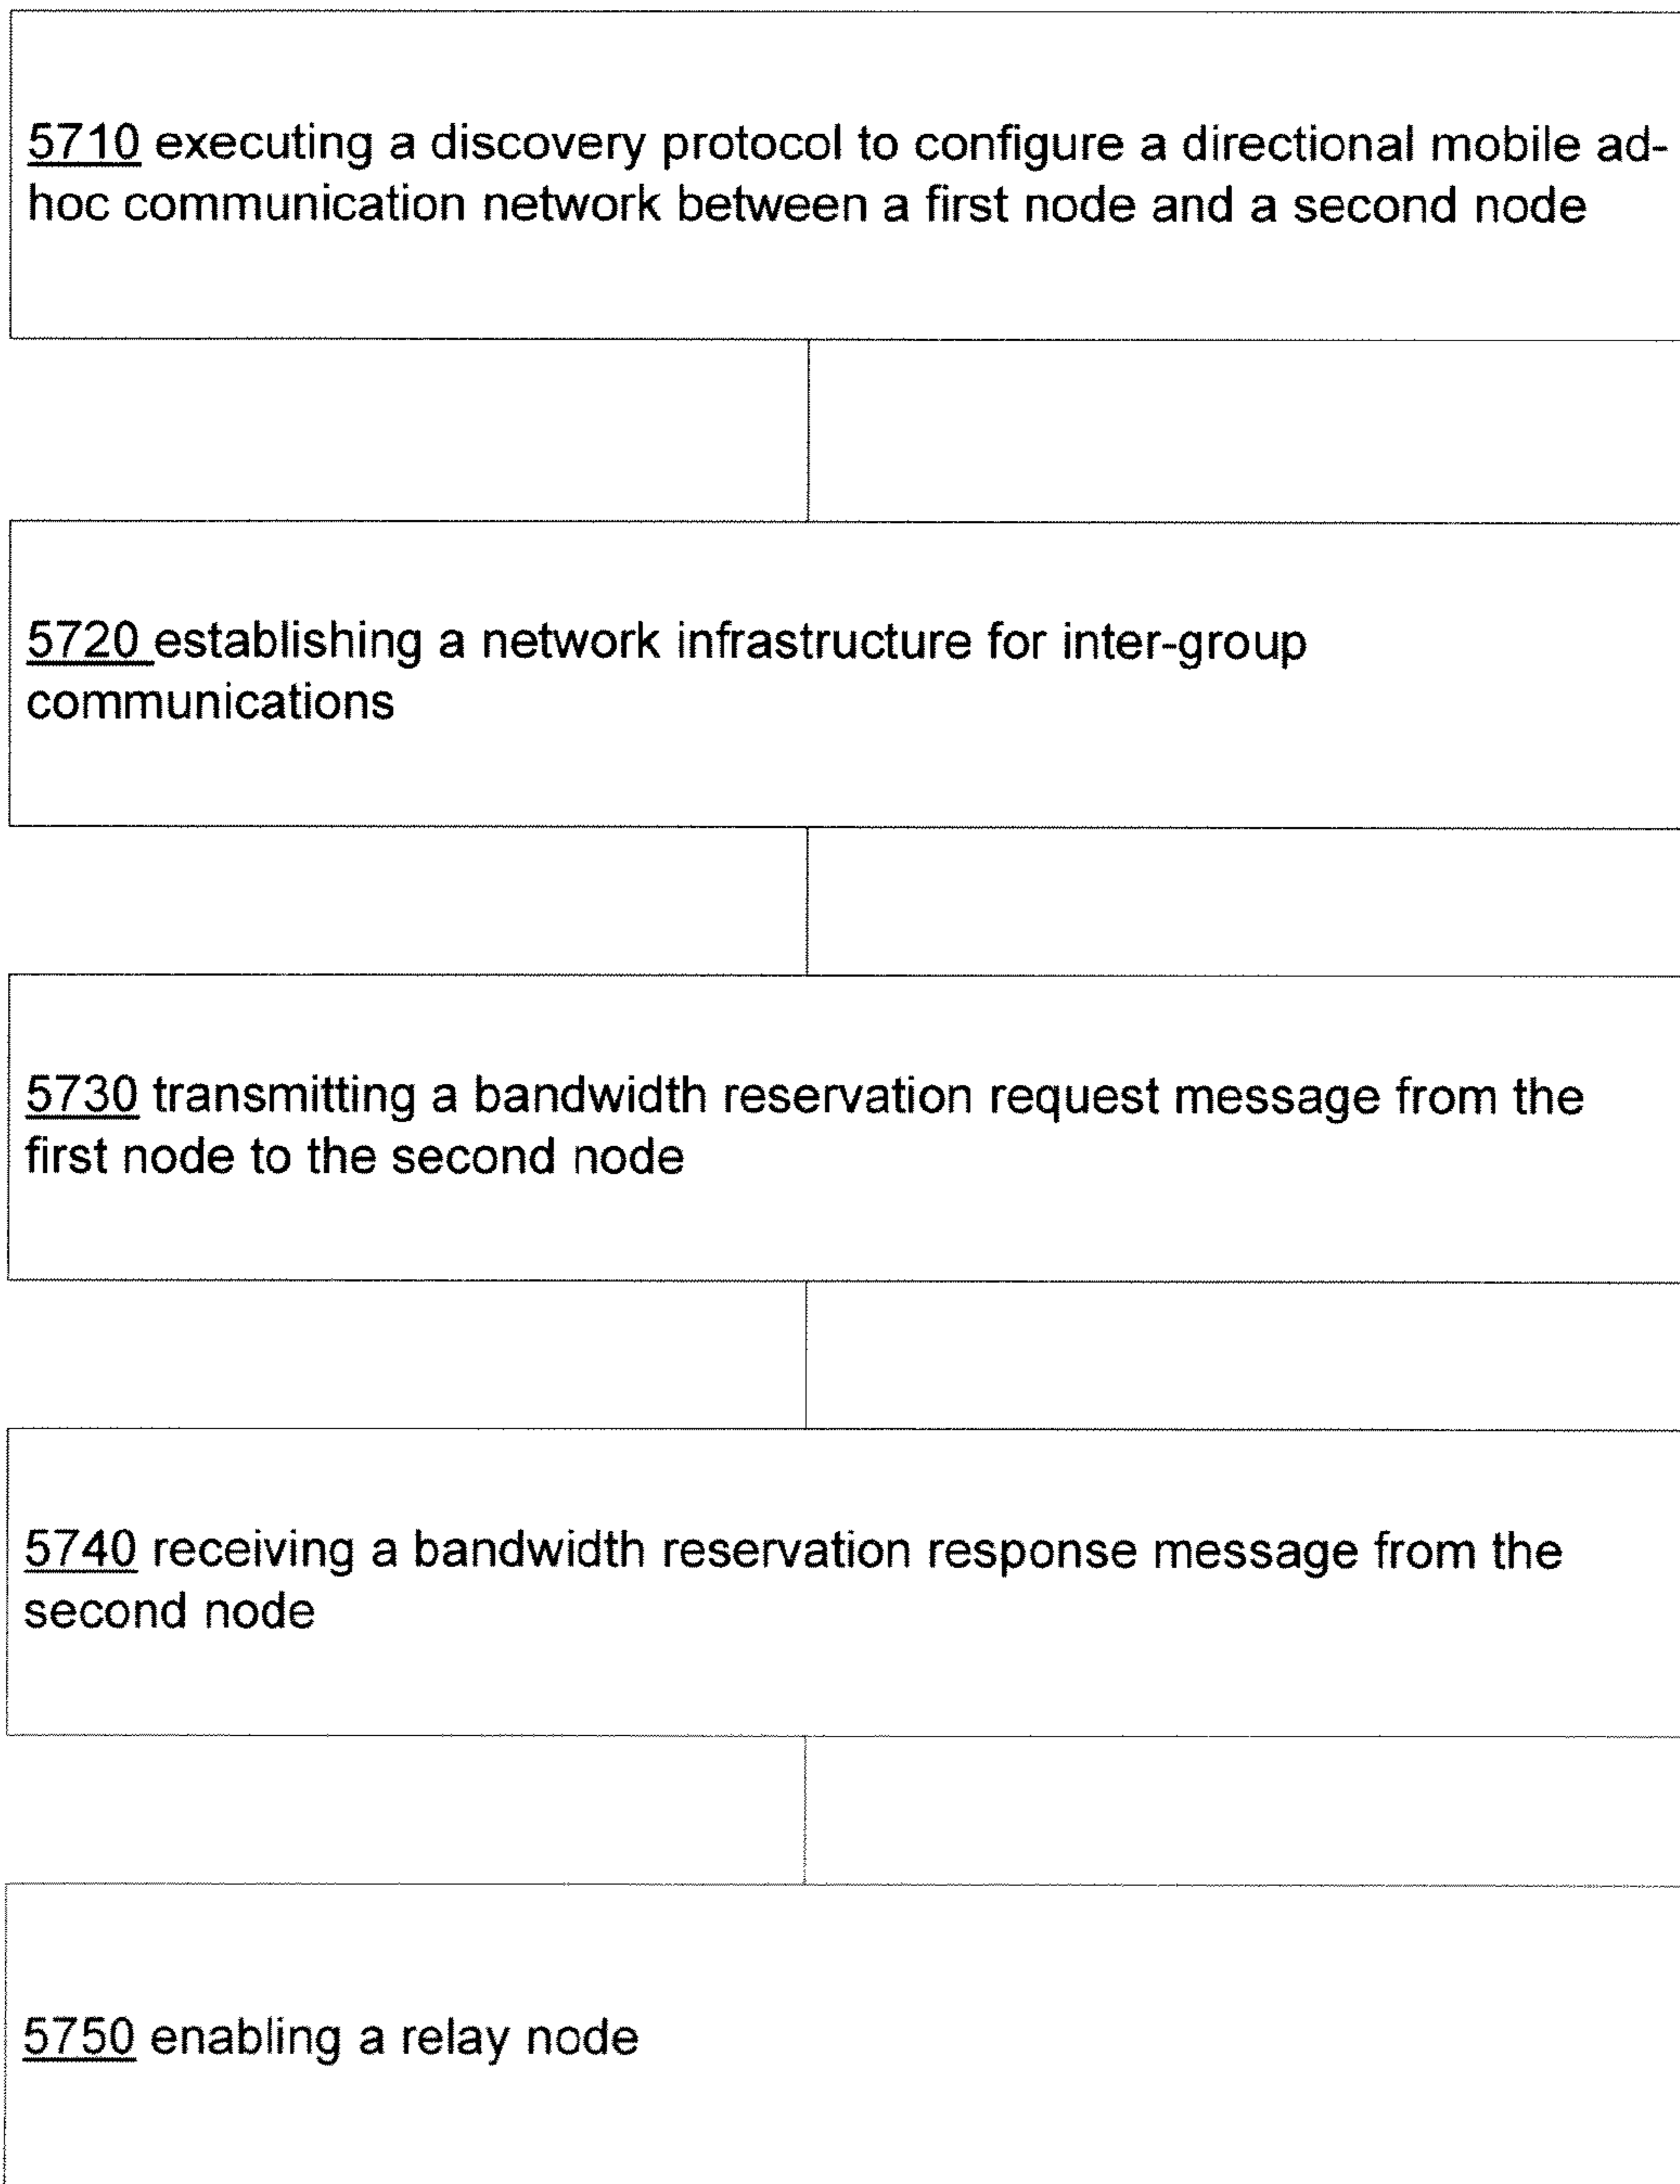 5710 executing a discovery protocol to configure a directional mobile ad-
hoc communication network between a first node and a second node
5720 establishing a network infrastructure for inter-group
communications
5730 transmitting a bandwidth reservation request message from the
first node to the second node
5740 receiving a bandwidth reservation response message from the
second node
5750 enabling a relay node